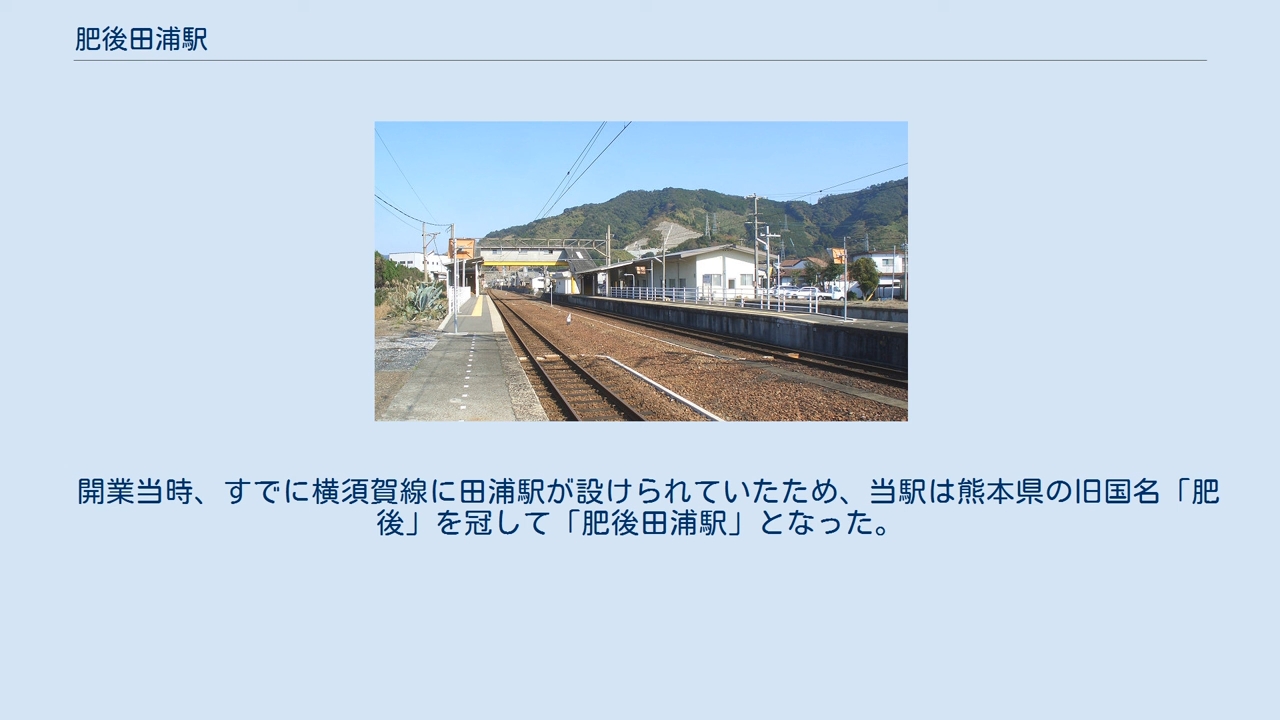 肥後田浦駅
開業当時、すでに横須賀線に田浦駅が設けられていたため、当駅は熊本県の旧国名「肥
後」を冠して「肥後田浦駅」となった。